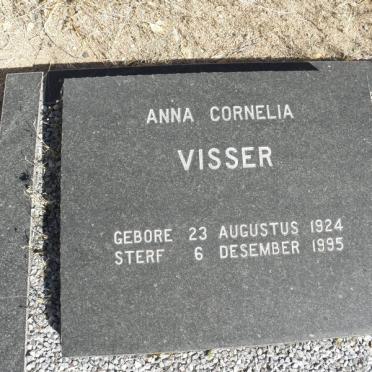 ANNA CORNELIA
VISSER
GEBORE 23 AUGUSTUS 1924
STERF 6 DESEMBER 1995